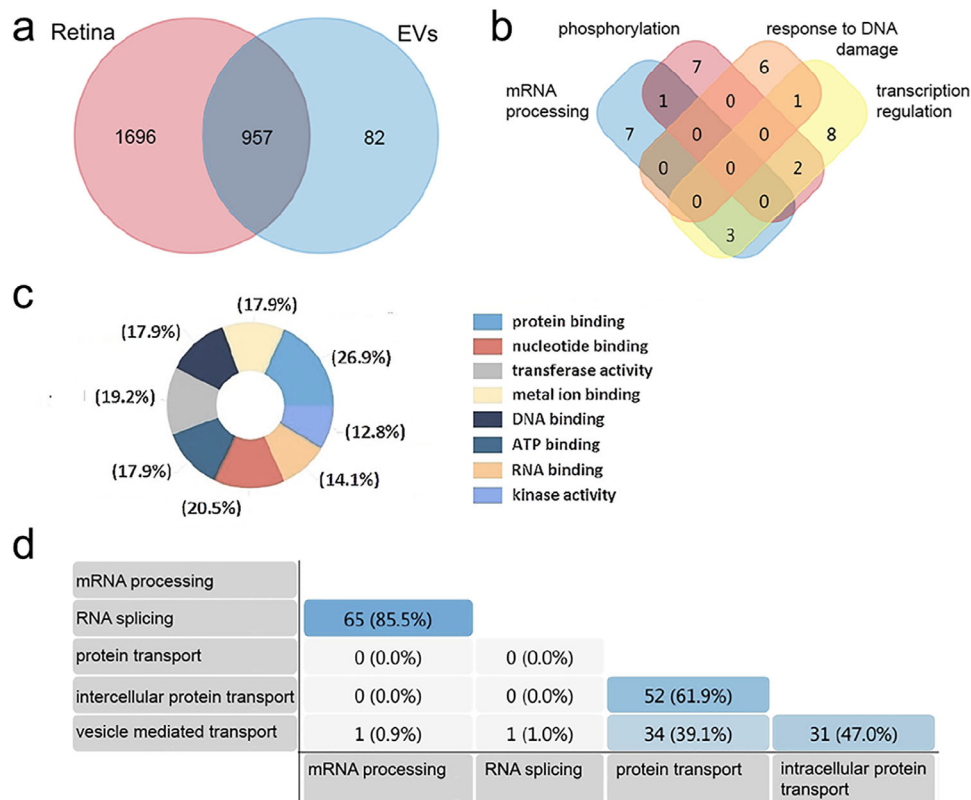 a
Retina
EVs
1696
957
82
b
phosphorylation
response to DNA
damage
mRNA
processing
transcription
regulation
7
6
1
0
1
7
0
0
8
0
0
2
0
0
3
c
(17.9%)
(17.9%)
(26.9%)
(19.2%)
(12.8%)
(17.9%)
(14.1%)
(20.5%)
protein binding
nucleotide binding
transferase activity
metal ion binding
DNA binding
ATP binding
RNA binding
kinase activity
d
mRNA processing
RNA splicing
65 (85.5%)
protein transport
0 (0.0%)
0 (0.0%)
intercellular protein transport
0 (0.0%)
0 (0.0%)
52 (61.9%)
vesicle mediated transport
1 (0.9%)
1 (1.0%)
34 (39.1%)
31 (47.0%)
mRNA processing
RNA splicing
protein transport
intracellular protein
transport